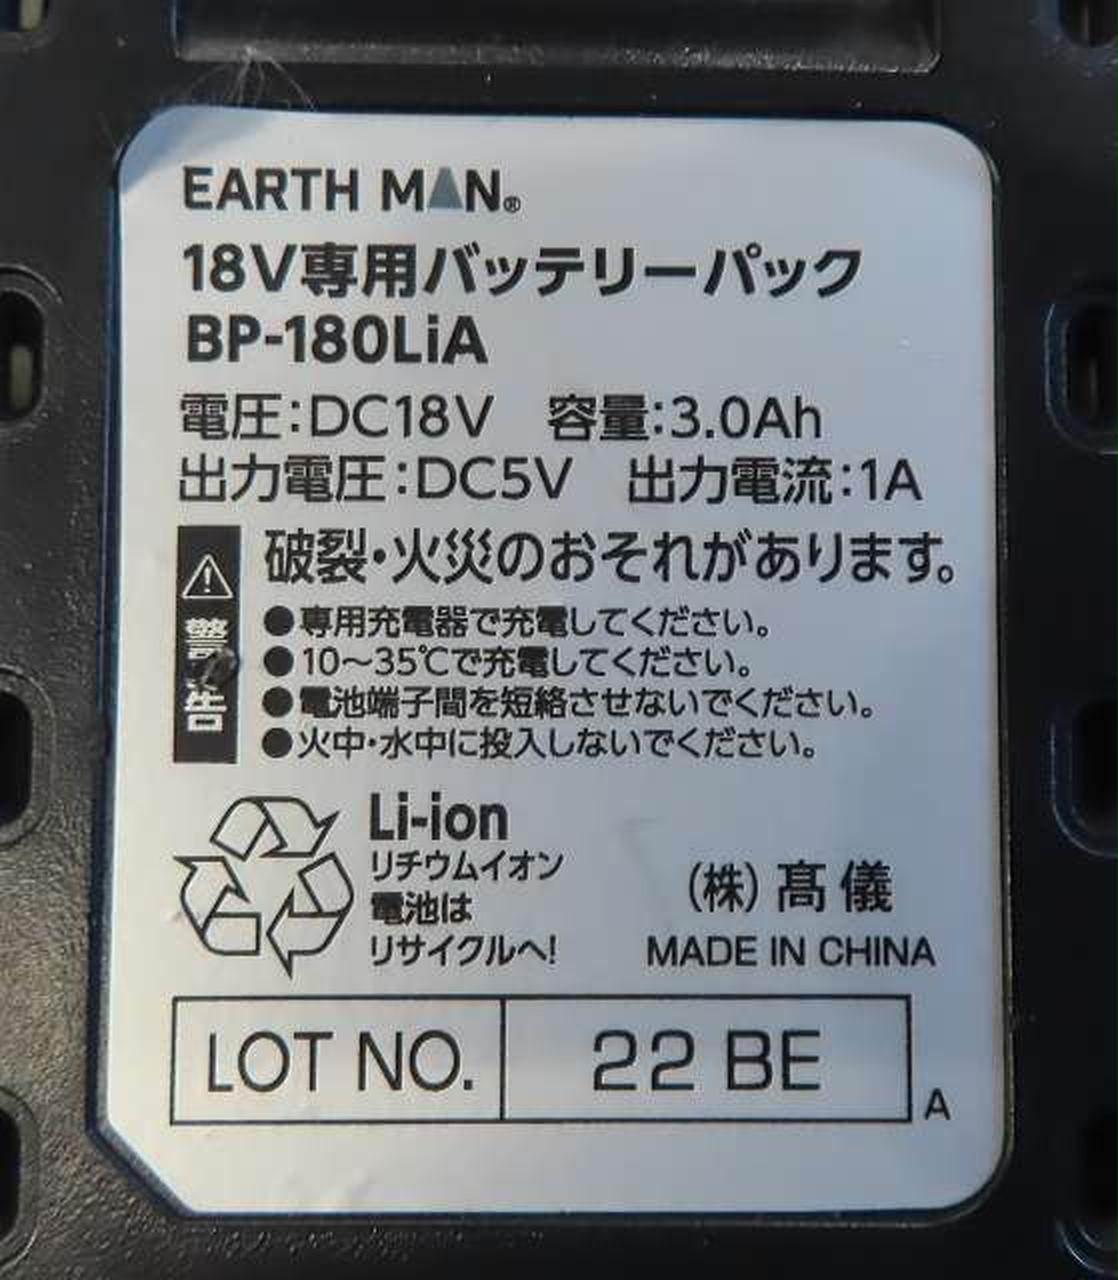 EARTH MAN®
18V専用バッテリーパック
BP-180LiA
電圧:DC18V 容量:3.0Ah
出力電圧:DC5V 出力電流:1A
警告
破裂・火災のおそれがあります。
●専用充電器で充電してください。
●10〜35℃で充電してください。
●電池端子間を短絡させないでください。
●火中・水中に投入しないでください。
Li-ion
リチウムイオン
電池は
リサイクルへ!
(株)髙儀
MADE IN CHINA
LOT NO. 22 BE
A